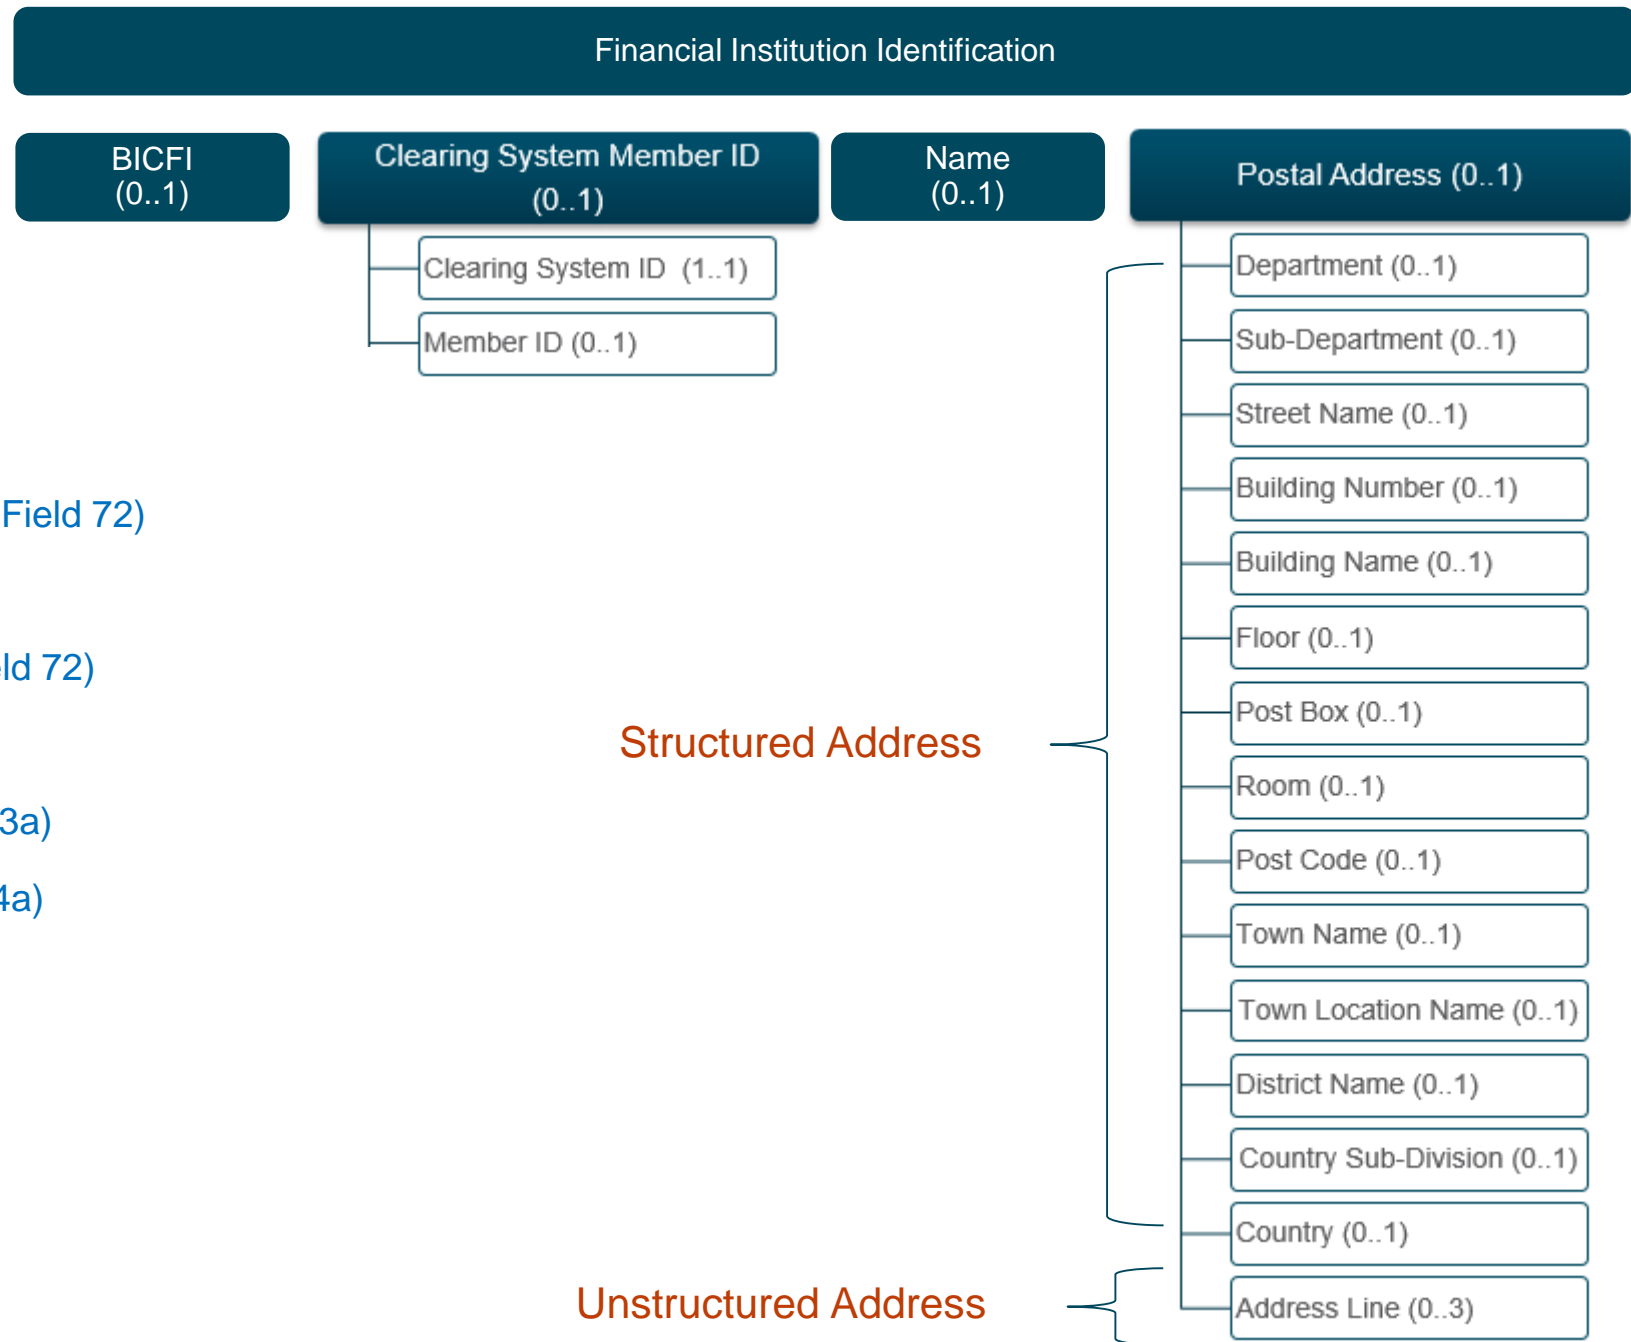 Financial Institution Identification
BICFI
(0..1)
Clearing System Member ID
(0..1)
Clearing System ID (1..1)
Member ID (0..1)
Name
(0..1)
Postal Address (0..1)
Department (0..1)
Sub-Department (0..1)
Street Name (0..1)
Building Number (0..1)
Building Name (0..1)
Floor (0..1)
Post Box (0..1)
Room (0..1)
Post Code (0..1)
Town Name (0..1)
Town Location Name (0..1)
District Name (0..1)
Country Sub-Division (0..1)
Country (0..1)
Address Line (0..3)
Structured Address
Unstructured Address
Field 72)
ld 72)
3a)
4a)